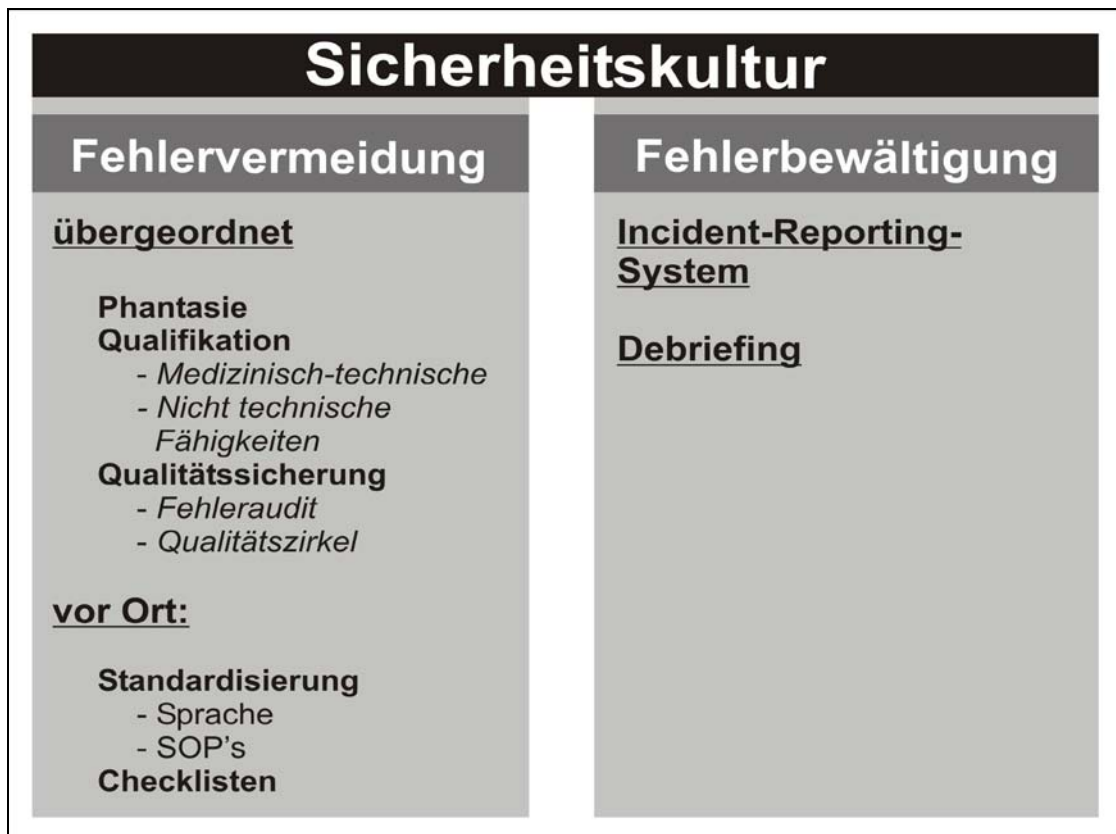 Sicherheitskultur
Fehlervermeidung
übergeordnet
Phantasie
Qualifikation
- Medizinisch-technische
- Nicht technische
Fähigkeiten
Qualitätssicherung
- Fehleraudit
- Qualitätszirkel
vor Ort:
Standardisierung
- Sprache
- SOP's
Checklisten
Fehlerbewältigung
Incident-Reporting-
System
Debriefing